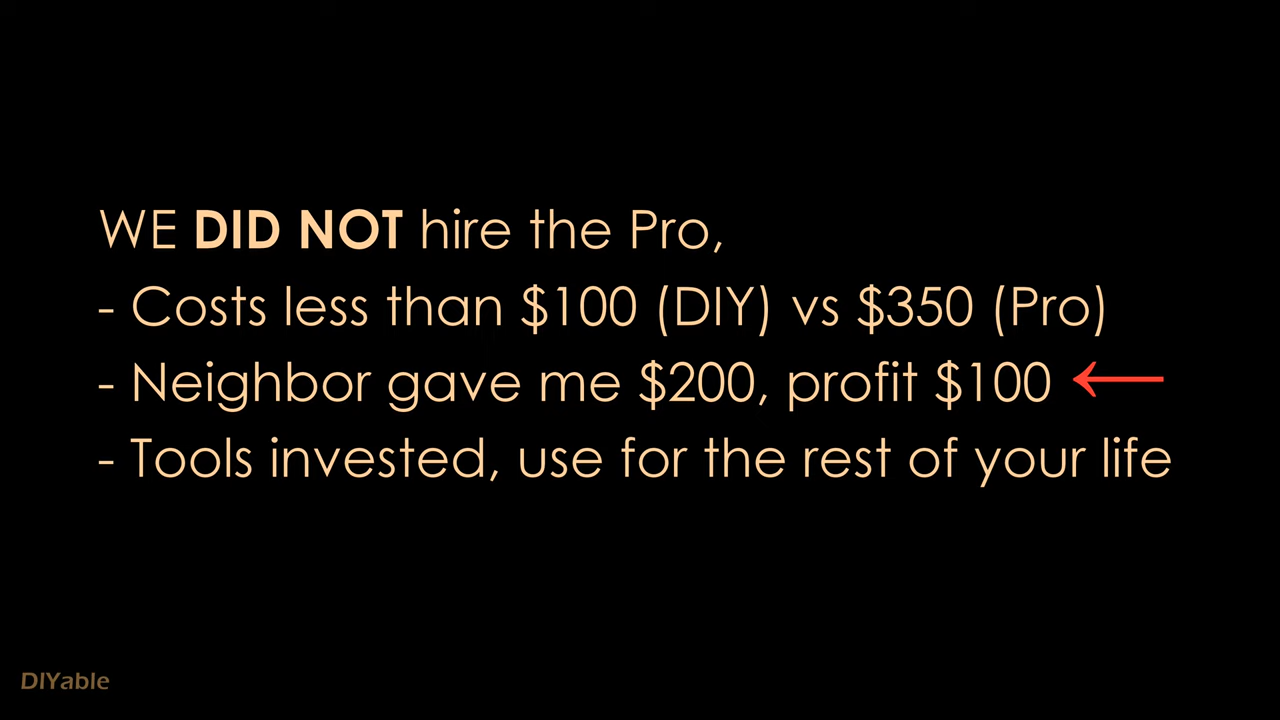 WE DID NOT hire the Pro,
- Costs less than $100 (DIY) vs $350 (Pro)
- Neighbor gave me $200, profit $100
- Tools invested, use for the rest of your life
DIYable